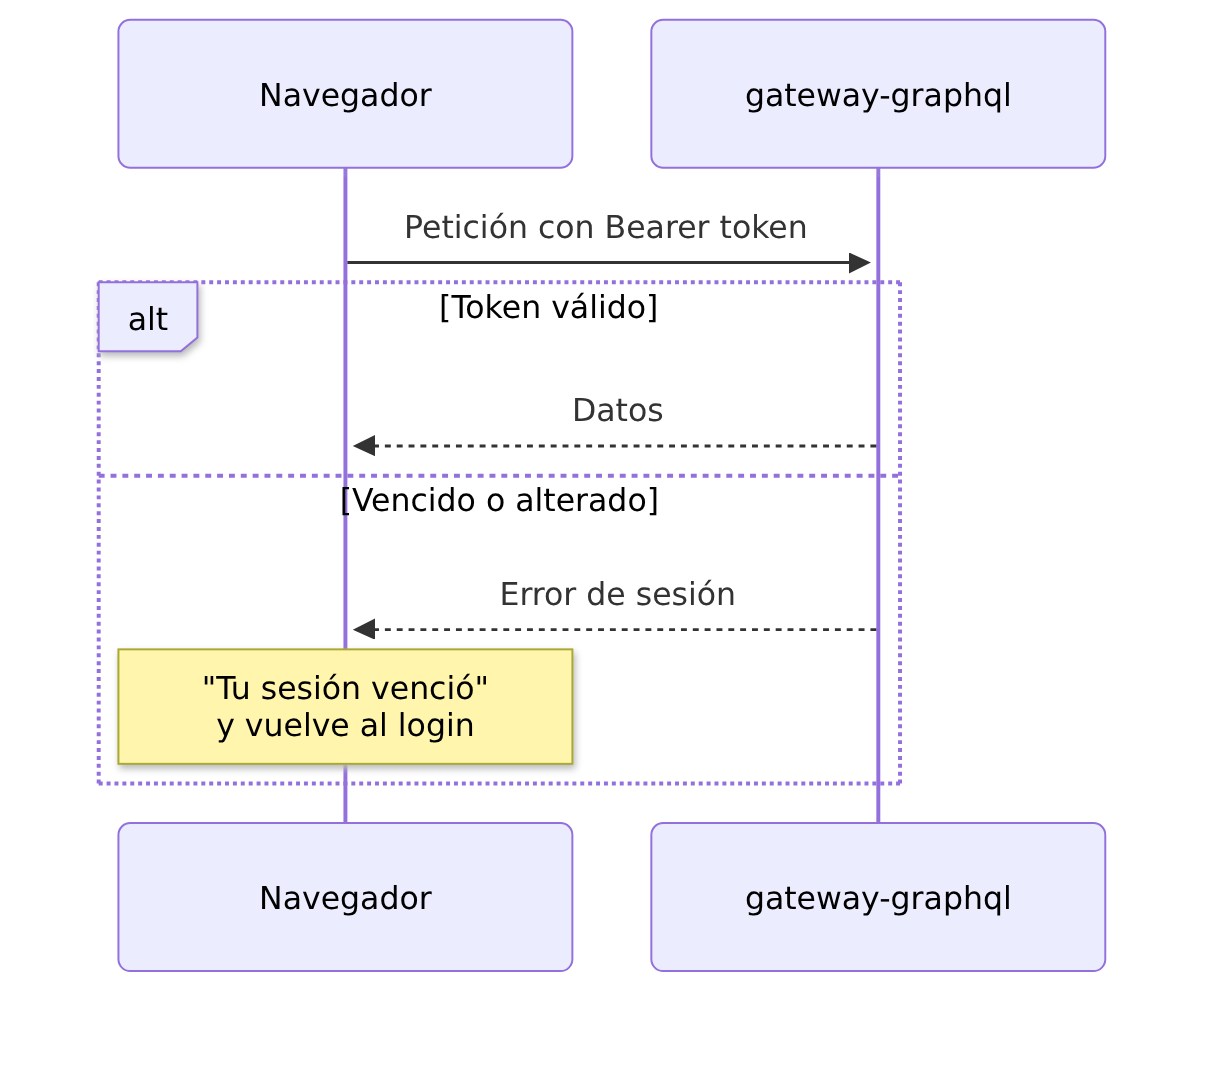 Navegador
gateway-graphql
Petición con Bearer token
alt
[Token válido]
Datos
[Vencido o alterado]
Error de sesión
"Tu sesión venció"
y vuelve al login
Navegador
gateway-graphql